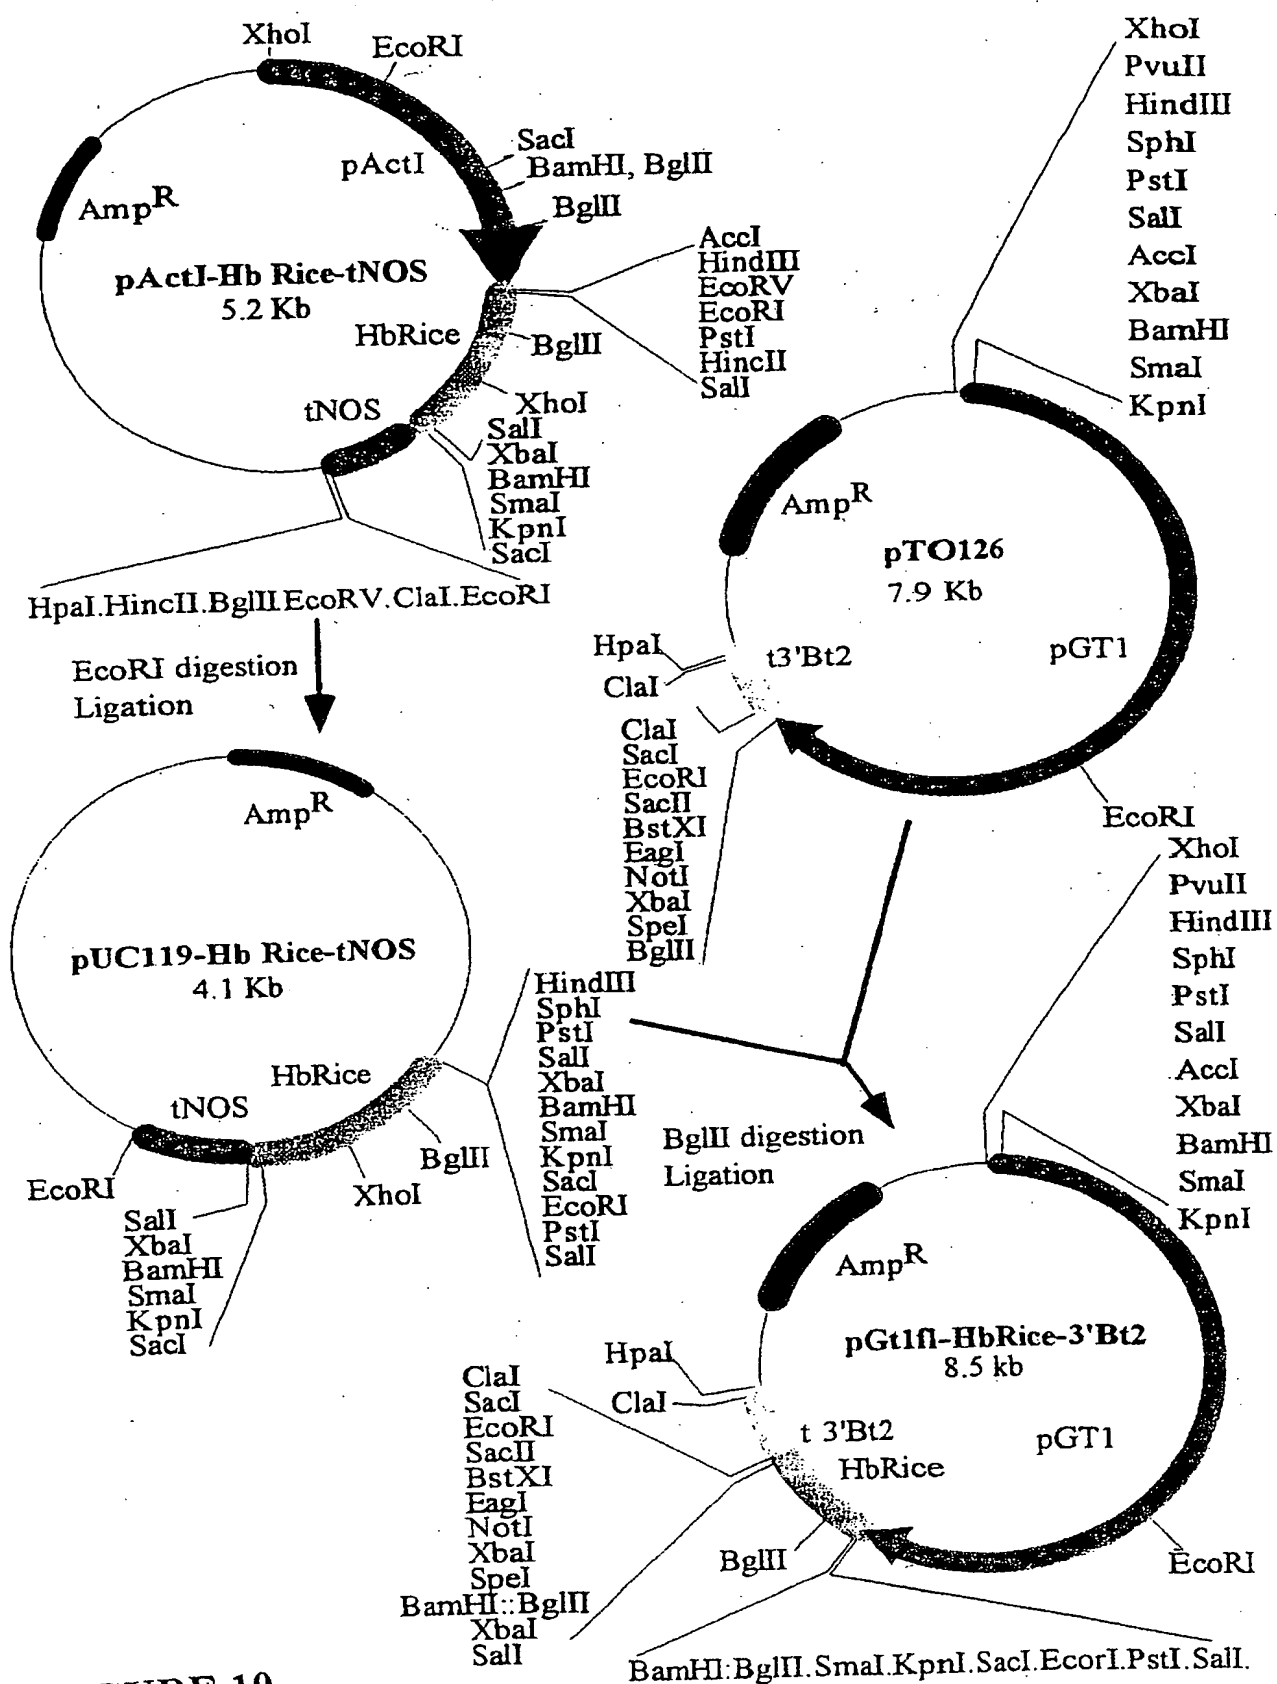 XhoI
EcoRI
SacI
BamHI, BglII
BglII
pActI
AmpR
pActI-Hb Rice-tNOS
5.2 Kb
HbRice
BglII
AccI
HindIII
EcoRV
EcoRI
PstI
HincII
SalI
XhoI
tNOS
SalI
XbaI
BamHI
SmaI
KpnI
SacI
HpaI.HincII.BglII EcoRV.ClaI.EcoRI
EcoRI digestion
Ligation
XhoI
PvuII
HindIII
SphI
PstI
SalI
AccI
XbaI
BamHI
SmaI
KpnI
AmpR
pTO126
7.9 Kb
pGT1
HpaI
ClaI
t3'Bt2
ClaI
SacI
EcoRI
SacII
BstXI
EagI
NotI
XbaI
SpeI
BglII
EcoRI
AmpR
pUC119-Hb Rice-tNOS
4.1 Kb
HbRice
tNOS
BglII
XhoI
EcoRI
SalI
XbaI
BamHI
SmaI
KpnI
SacI
HindIII
SphI
PstI
SalI
XbaI
BamHI
SmaI
KpnI
SacI
EcoRI
PstI
SalI
BglII digestion
Ligation
XhoI
PvuII
HindIII
SphI
PstI
SalI
AccI
XbaI
BamHI
SmaI
KpnI
AmpR
pGt1fl-HbRice-3'Bt2
8.5 kb
pGT1
HpaI
ClaI
t 3'Bt2
HbRice
ClaI
SacI
EcoRI
SacII
BstXI
EagI
NotI
XbaI
SpeI
BamHI::BglII
XbaI
SalI
BglII
EcoRI
BamHI:BglII.SmaI.KpnI.SacI.EcorI.PstI.SalI.